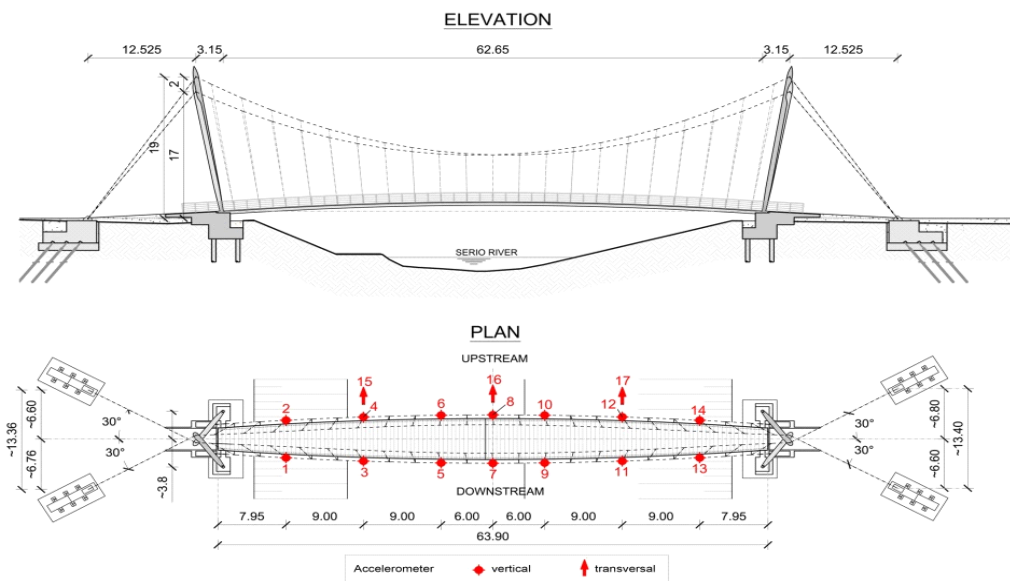 ELEVATION
12.525 3.15 62.65 3.15 12.525
2
19
17
SERIO RIVER
PLAN
UPSTREAM
15 16 17
2 4 6 8 10 12 14
~13.36
~6.60
~6.76
30°
30°
~3.8
30°
30°
~6.80
~6.60
~13.40
1 3 5 7 9 11 13
DOWNSTREAM
7.95 9.00 9.00 6.00 6.00 9.00 9.00 7.95
63.90
Accelerometer vertical transversal